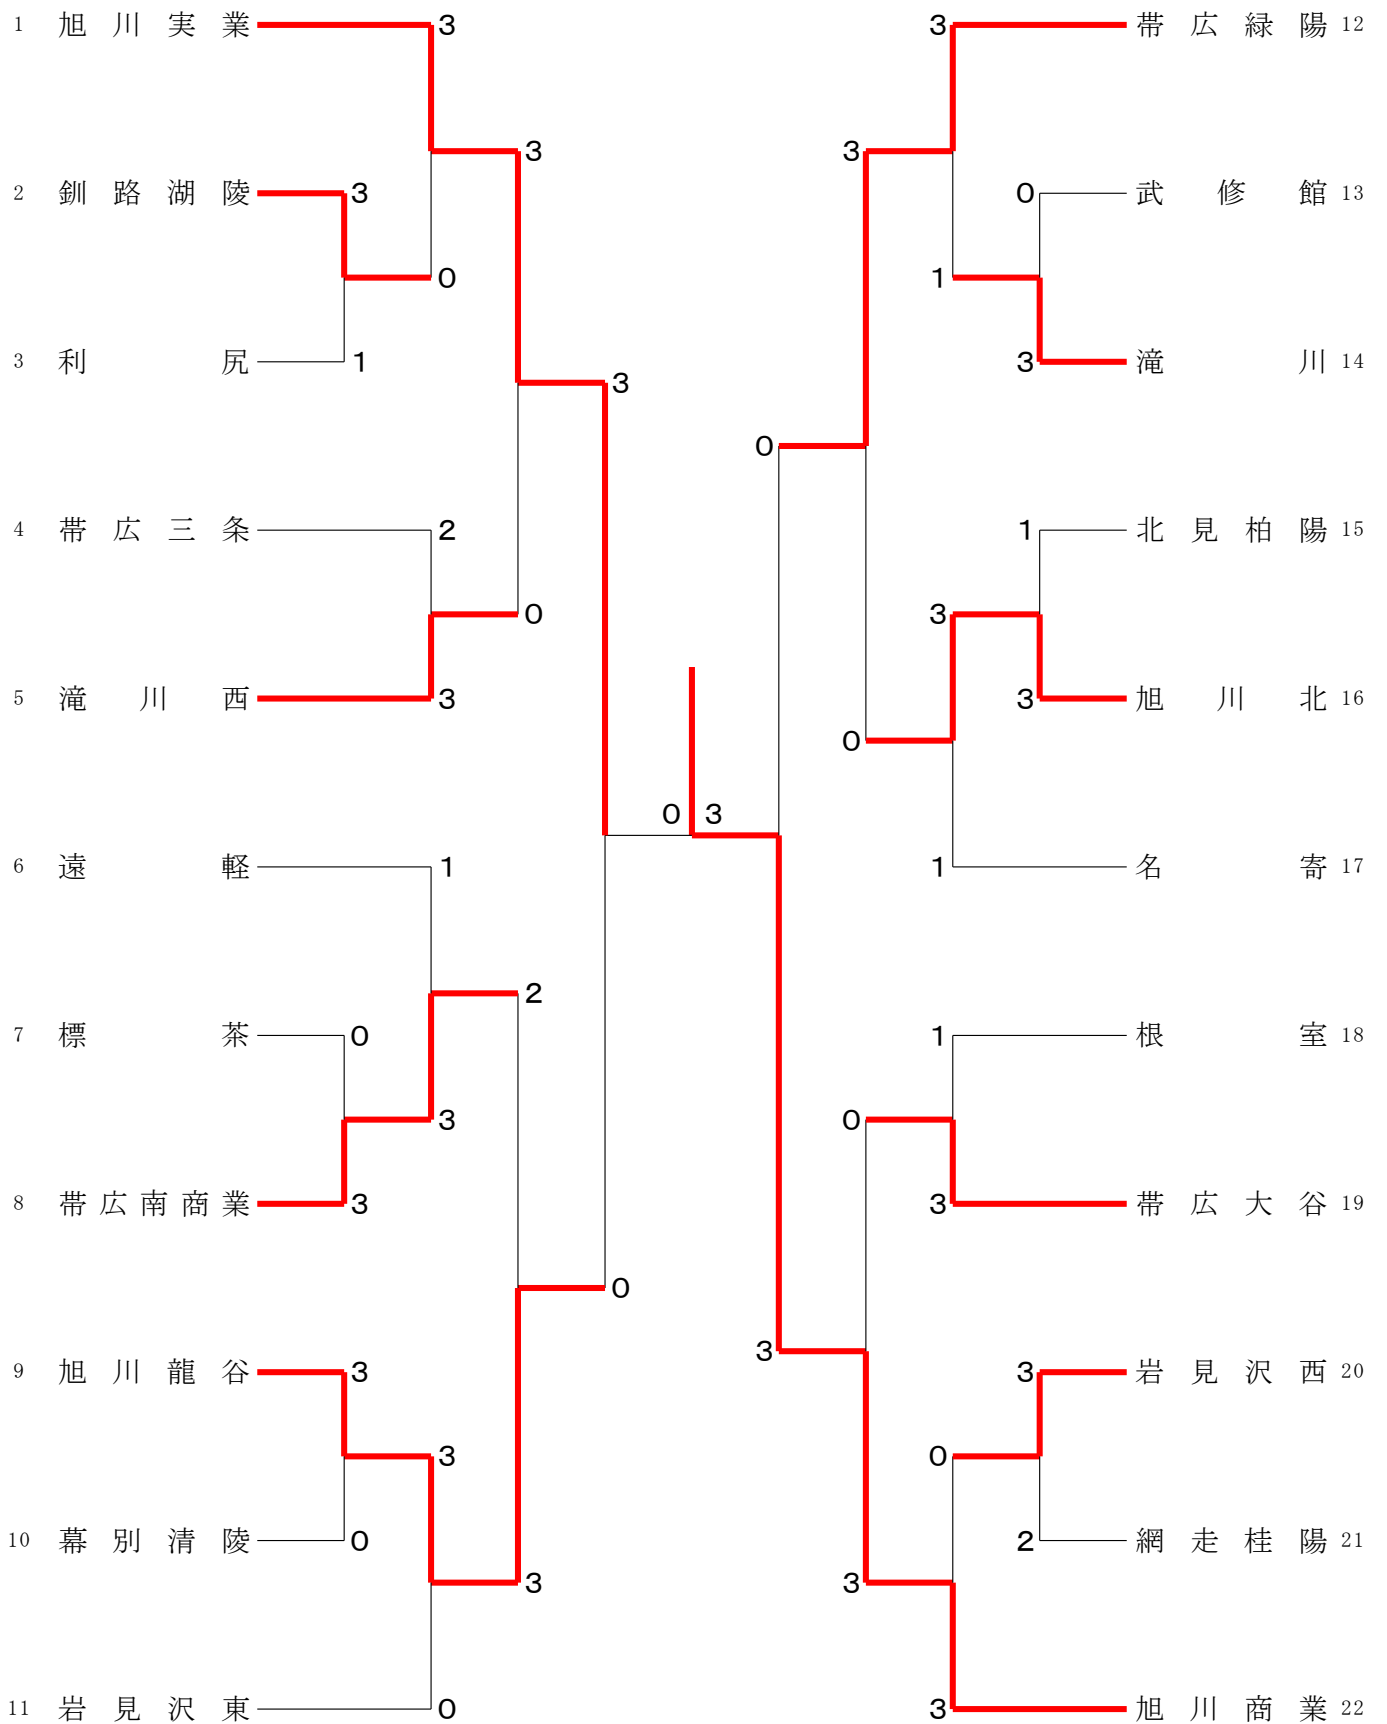 1 旭川実業 3 3 帯広緑陽 12
3 3
2 釧路湖陵 3 0 武修館 13
0 1
3 利尻 1 3 滝川 14
3
0
4 帯広三条 2 1 北見柏陽 15
0 3
5 滝川西 3 3 旭川北 16
0
0 3
6 遠軽 1 1 名寄 17
2
7 標茶 0 1 根室 18
3 0
8 帯広南商業 3 3 帯広大谷 19
0
3
9 旭川龍谷 3 3 岩見沢西 20
3 0
10 幕別清陵 0 2 網走桂陽 21
3 3
11 岩見沢東 0 3 旭川商業 22